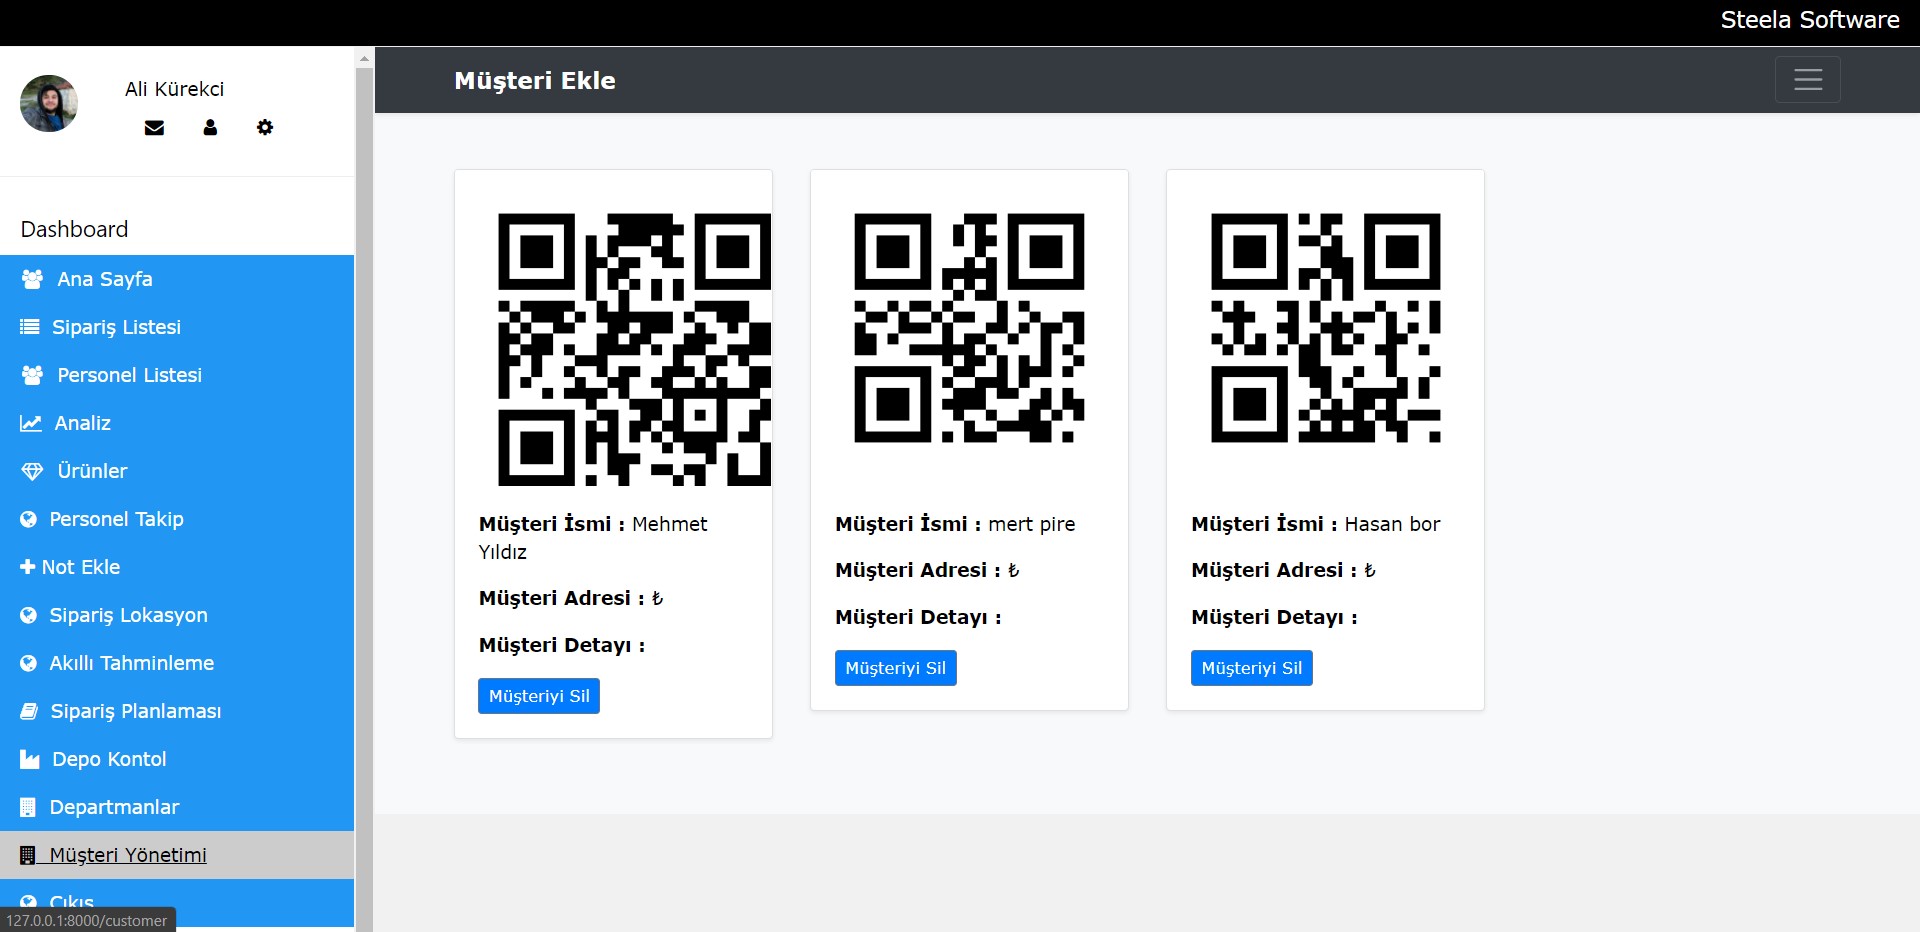 Steela Software
Ali Kürekci
Dashboard
Ana Sayfa
Sipariş Listesi
Personel Listesi
Analiz
Ürünler
Personel Takip
Not Ekle
Sipariş Lokasyon
Akıllı Tahminleme
Sipariş Planlaması
Depo Kontol
Departmanlar
Müşteri Yönetimi
Çıkış
127.0.0.1:8000/customer
Müşteri Ekle
Müşteri İsmi : Mehmet
Yıldız
Müşteri Adresi : ₺
Müşteri Detayı :
Müşteriyi Sil
Müşteri İsmi : mert pire
Müşteri Adresi : ₺
Müşteri Detayı :
Müşteriyi Sil
Müşteri İsmi : Hasan bor
Müşteri Adresi : ₺
Müşteri Detayı :
Müşteriyi Sil